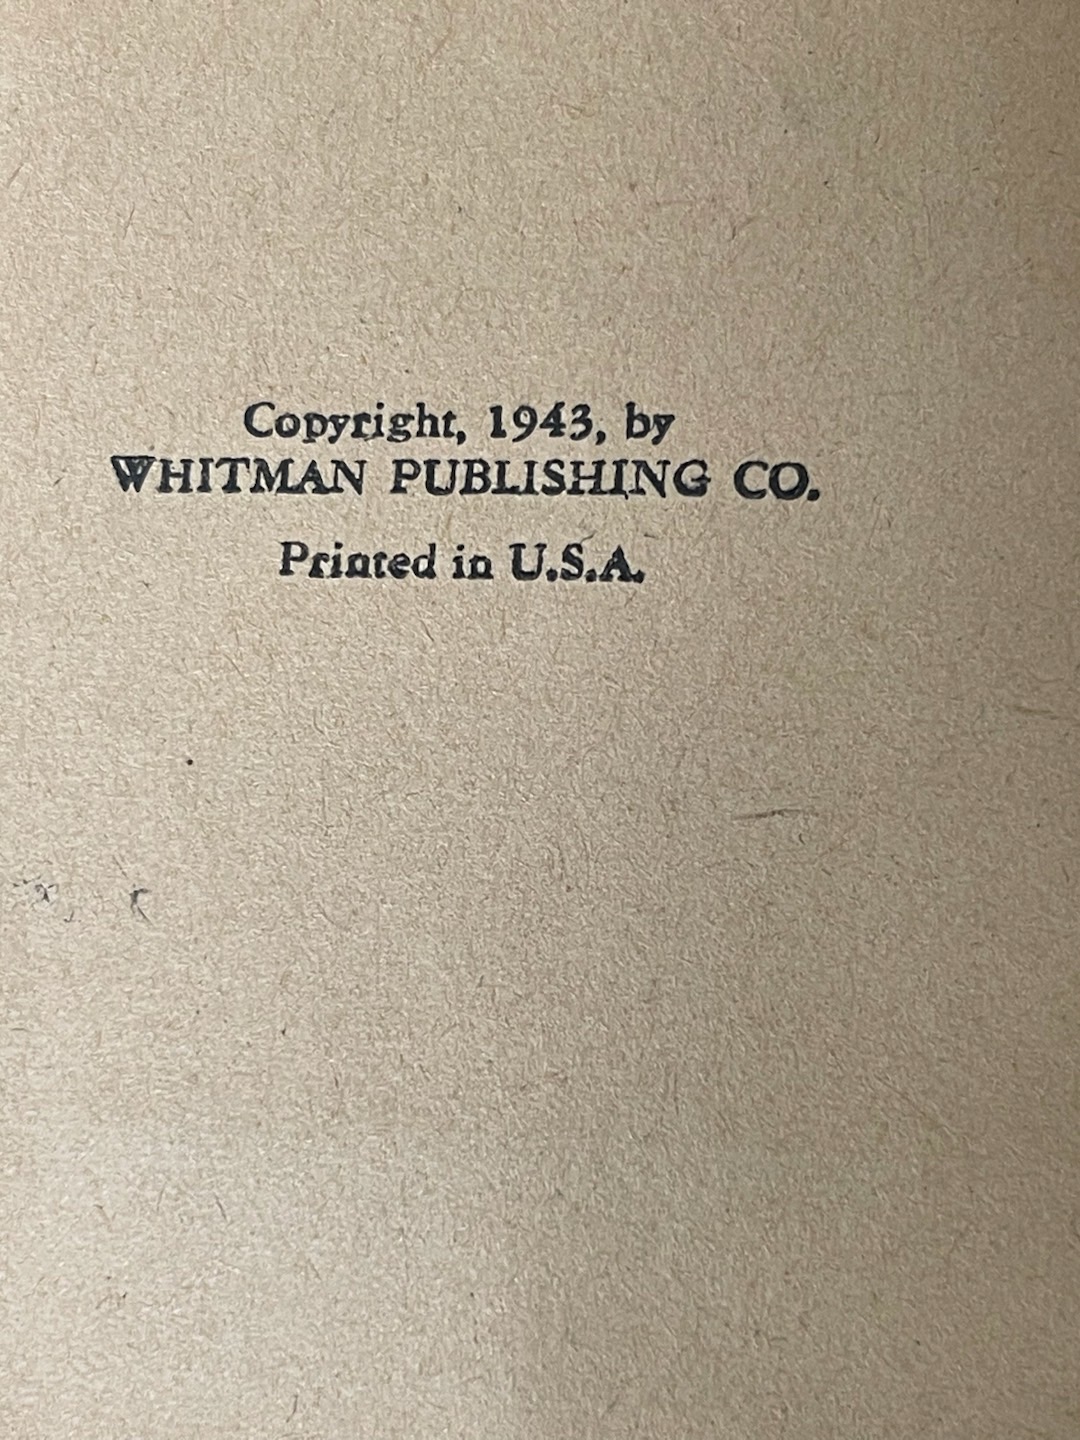 Copyright, 1943, by
WHITMAN PUBLISHING CO.
Printed in U.S.A.